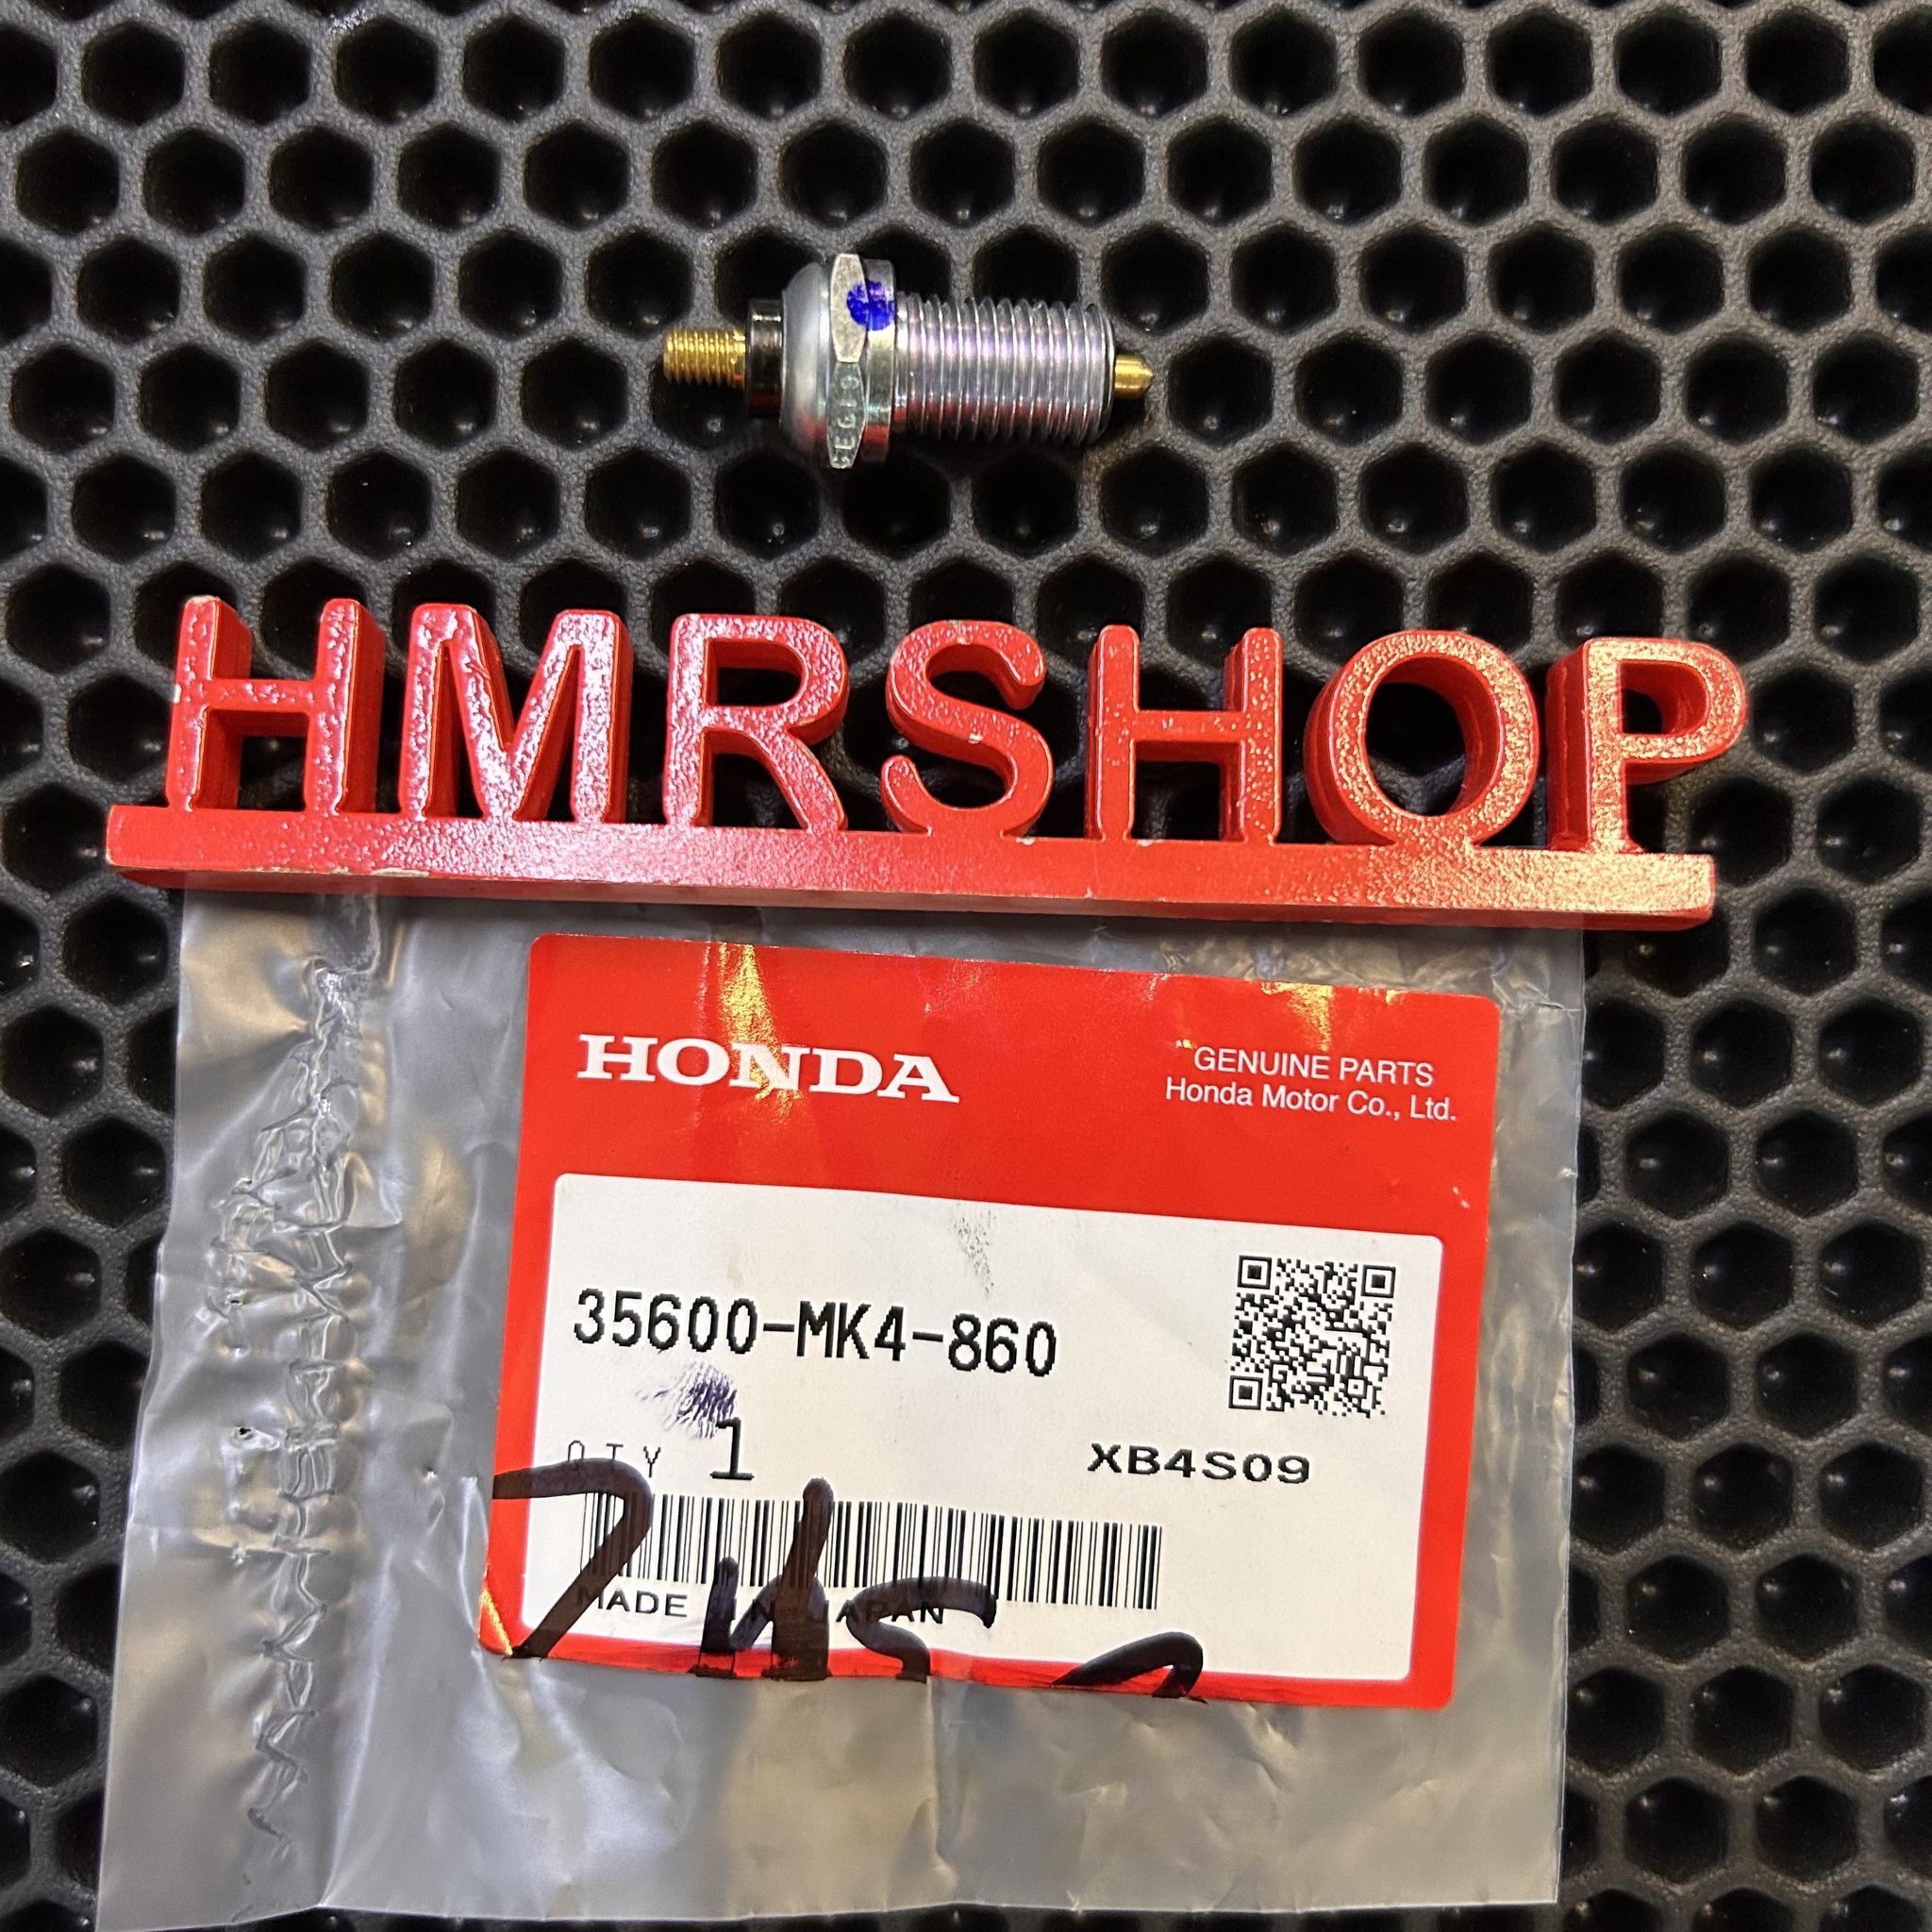 HMRSHOP
HONDA
GENUINE PARTS
Honda Motor Co., Ltd.
35600-MK4-860
QTY 1
XB4S09
MADE IN JAPAN